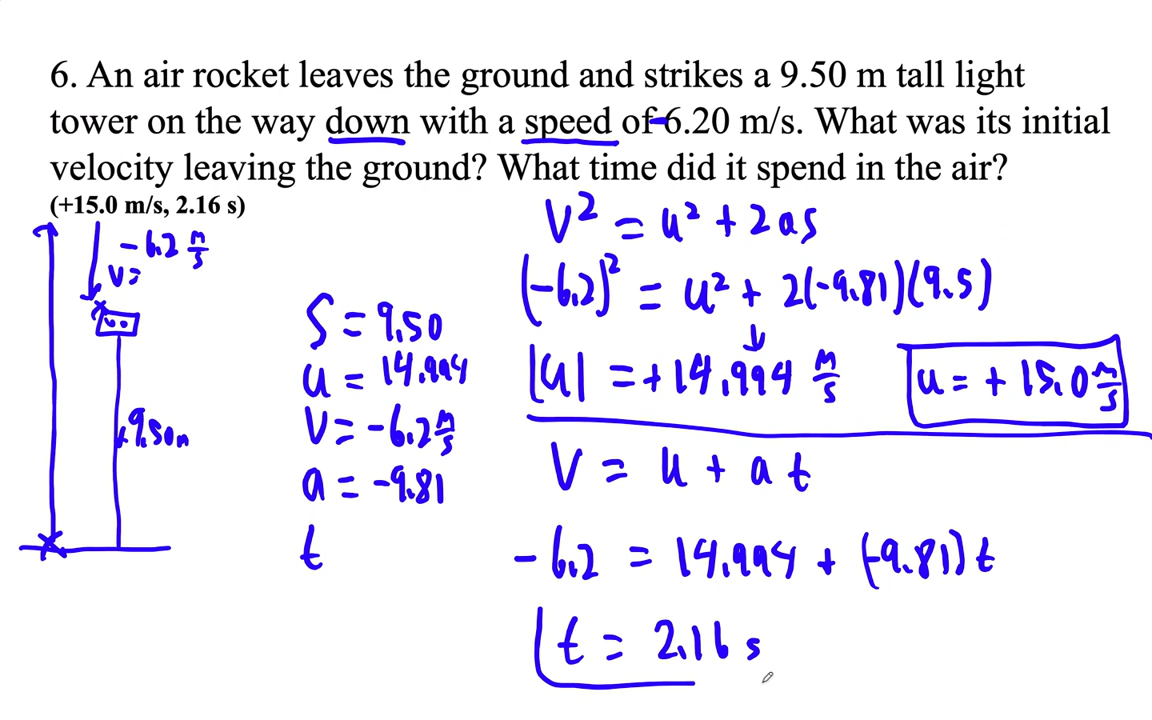 6. An air rocket leaves the ground and strikes a 9.50 m tall light
tower on the way down with a speed of -6.20 m/s. What was its initial
velocity leaving the ground? What time did it spend in the air?
(+15.0 m/s, 2.16 s)
-6.2 m/s
V=
9.50m
S = 9.50
u = 14.994
V = -6.2 m/s
a = -9.81
t
V² = u² + 2as
(-6.2)² = u² + 2(-9.81)(9.5)
|u| = +14.994 m/s
u = + 15.0 m/s
V = u + at
-6.2 = 14.994 + (-9.81)t
t = 2.16 s